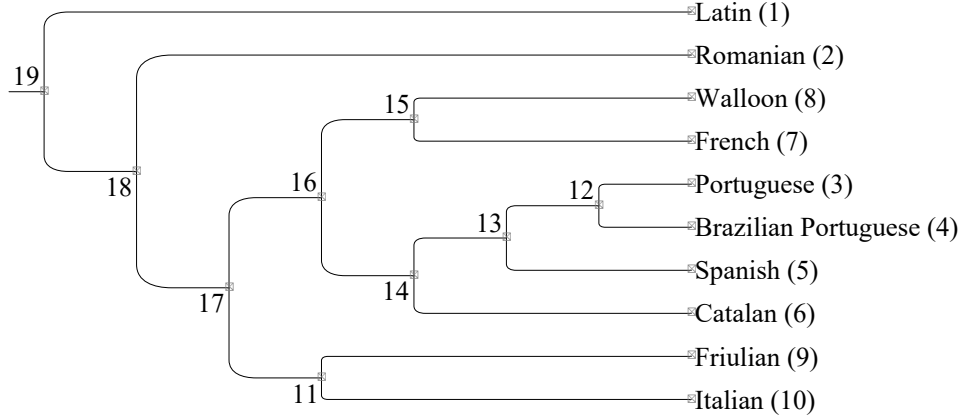 Latin (1)
Romanian (2)
19
Walloon (8)
15
French (7)
18
16
Portuguese (3)
12
Brazilian Portuguese (4)
13
Spanish (5)
14
17
Catalan (6)
Friulian (9)
11
Italian (10)